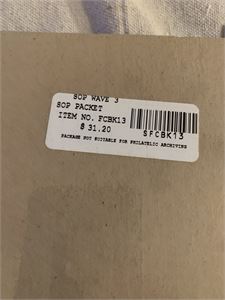 SOP WAVE 3
SOP PACKET
ITEM NO. FCBK13
$ 31.20
SFCBK13
PACKAGE NOT SUITABLE FOR PHILATELIC ARCHIVING